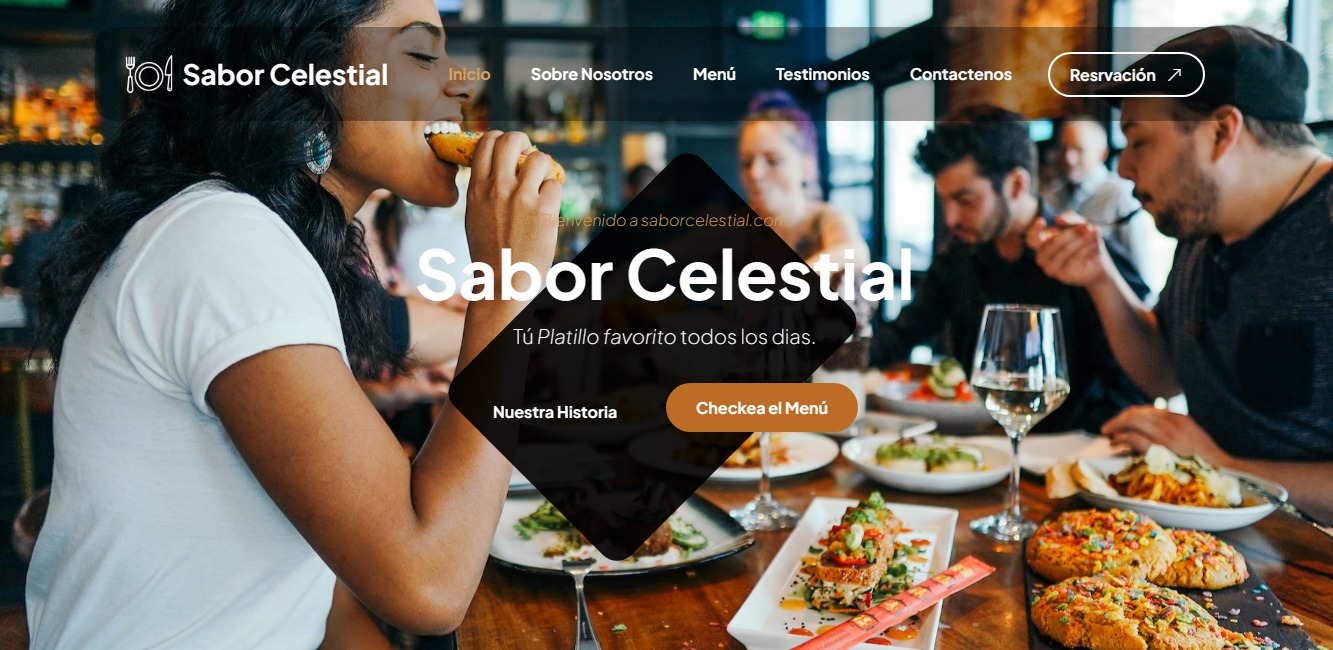 Sabor Celestial
Inicio
Sobre Nosotros
Menú
Testimonios
Contactenos
Resrvación
Bienvenido a saborcelestial.com
Sabor Celestial
Tú Platillo favorito todos los dias.
Nuestra Historia
Checkea el Menú